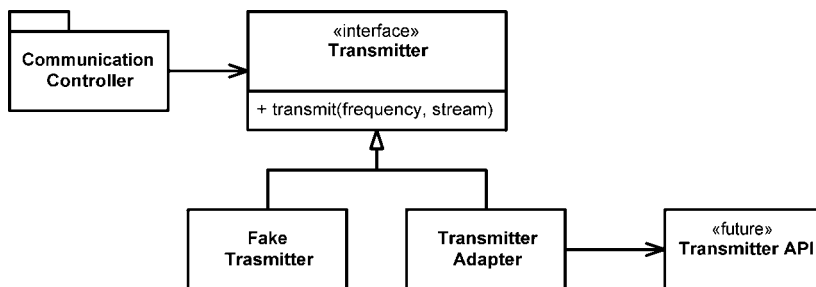 «interface»
Transmitter
Communication
Controller
+ transmit(frequency, stream)
Fake
Trasmitter
Transmitter
Adapter
«future»
Transmitter API